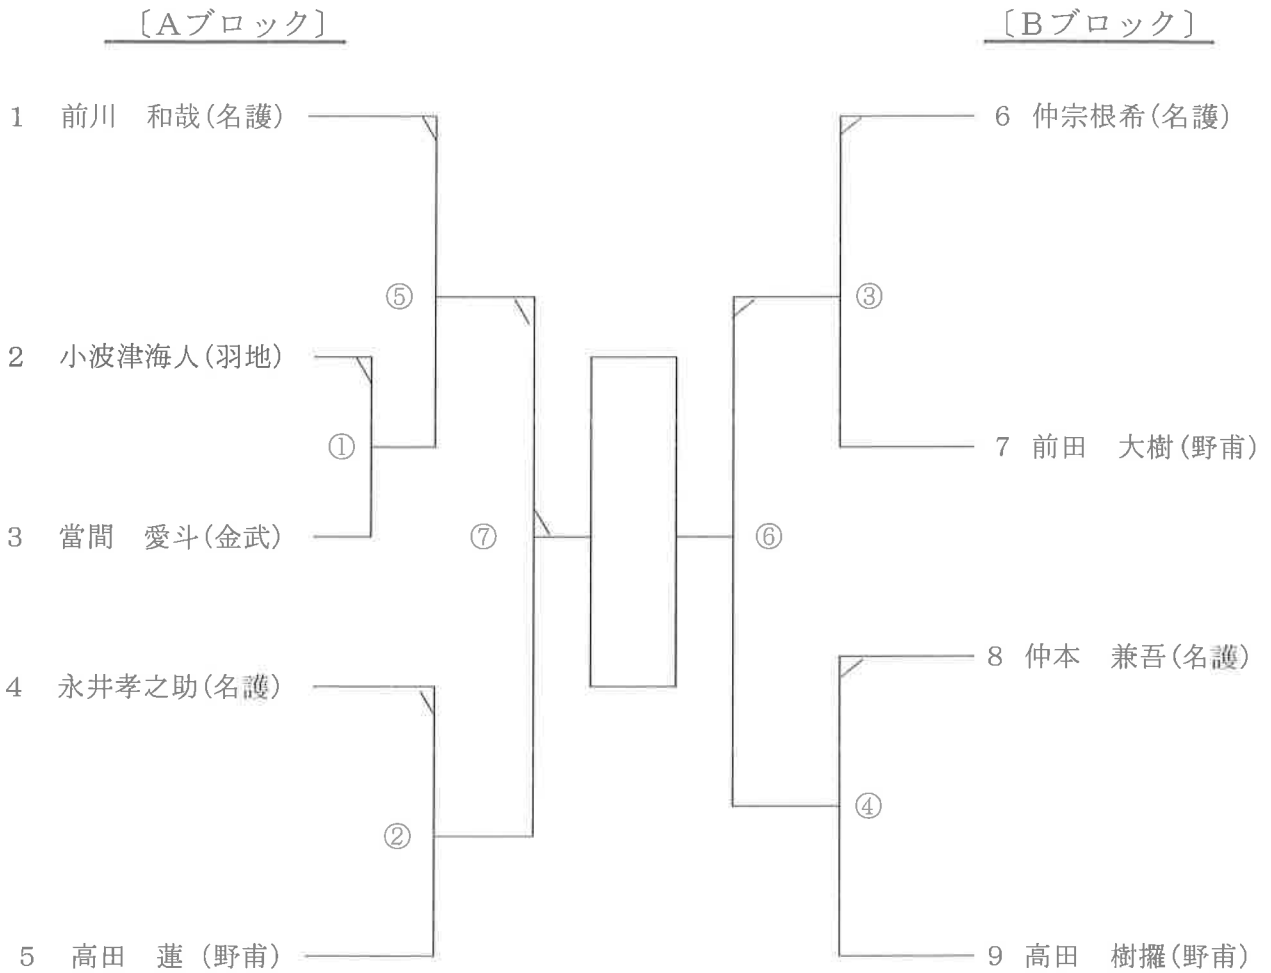 〔Aブロック〕
1 前川 和哉(名護)
⑤
2 小波津海人(羽地)
①
3 當間 愛斗(金武)
⑦
4 永井孝之助(名護)
②
5 高田 蓮 (野甫)
〔Bブロック〕
6 仲宗根希(名護)
③
7 前田 大樹(野甫)
⑥
8 仲本 兼吾(名護)
④
9 高田 樹擢(野甫)